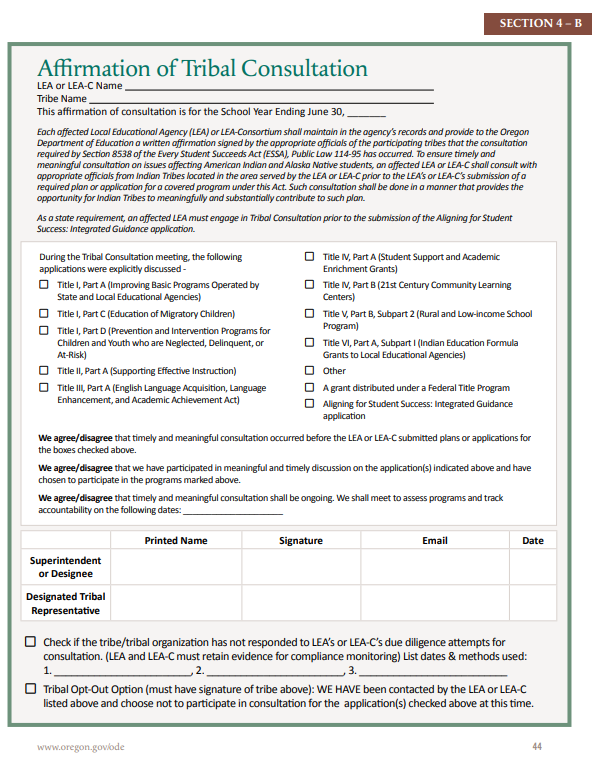 SECTION 4 – B
Affirmation of Tribal Consultation
LEA or LEA-C Name ____
Tribe Name ____
This affirmation of consultation is for the School Year Ending June 30, ____
Each affected Local Educational Agency (LEA) or LEA-Consortium shall maintain in the agency's records and provide to the Oregon
Department of Education a written affirmation signed by the appropriate officials of the participating tribes that the consultation
required by Section 8538 of the Every Student Succeeds Act (ESSA), Public Law 114-95 has occurred. To ensure timely and
meaningful consultation on issues affecting American Indian and Alaska Native students, an affected LEA or LEA-C shall consult with
appropriate officials from Indian Tribes located in the area served by the LEA or LEA-C prior to the LEA's or LEA-C's submission of a
required plan or application for a covered program under this Act. Such consultation shall be done in a manner that provides the
opportunity for Indian Tribes to meaningfully and substantially contribute to such plan.
As a state requirement, an affected LEA must engage in Tribal Consultation prior to the submission of the Aligning for Student
Success: Integrated Guidance application.
During the Tribal Consultation meeting, the following
applications were explicitly discussed -
☐ Title I, Part A (Improving Basic Programs Operated by
State and Local Educational Agencies)
☐ Title I, Part C (Education of Migratory Children)
☐ Title I, Part D (Prevention and Intervention Programs for
Children and Youth who are Neglected, Delinquent, or
At-Risk)
☐ Title II, Part A (Supporting Effective Instruction)
☐ Title III, Part A (English Language Acquisition, Language
Enhancement, and Academic Achievement Act)
☐ Title IV, Part A (Student Support and Academic
Enrichment Grants)
☐ Title IV, Part B (21st Century Community Learning
Centers)
☐ Title V, Part B, Subpart 2 (Rural and Low-income School
Program)
☐ Title VI, Part A, Subpart I (Indian Education Formula
Grants to Local Educational Agencies)
☐ Other
☐ A grant distributed under a Federal Title Program
☐ Aligning for Student Success: Integrated Guidance
application
We agree/disagree that timely and meaningful consultation occurred before the LEA or LEA-C submitted plans or applications for
the boxes checked above.
We agree/disagree that we have participated in meaningful and timely discussion on the application(s) indicated above and have
chosen to participate in the programs marked above.
We agree/disagree that timely and meaningful consultation shall be ongoing. We shall meet to assess programs and track
accountability on the following dates: ____
Printed Name Signature Email Date
Superintendent
or Designee
Designated Tribal
Representative
☐ Check if the tribe/tribal organization has not responded to LEA's or LEA-C's due diligence attempts for
consultation. (LEA and LEA-C must retain evidence for compliance monitoring) List dates & methods used:
1. ____, 2. ____, 3. ____
☐ Tribal Opt-Out Option (must have signature of tribe above): WE HAVE been contacted by the LEA or LEA-C
listed above and choose not to participate in consultation for the application(s) checked above at this time.
www.oregon.gov/ode
44